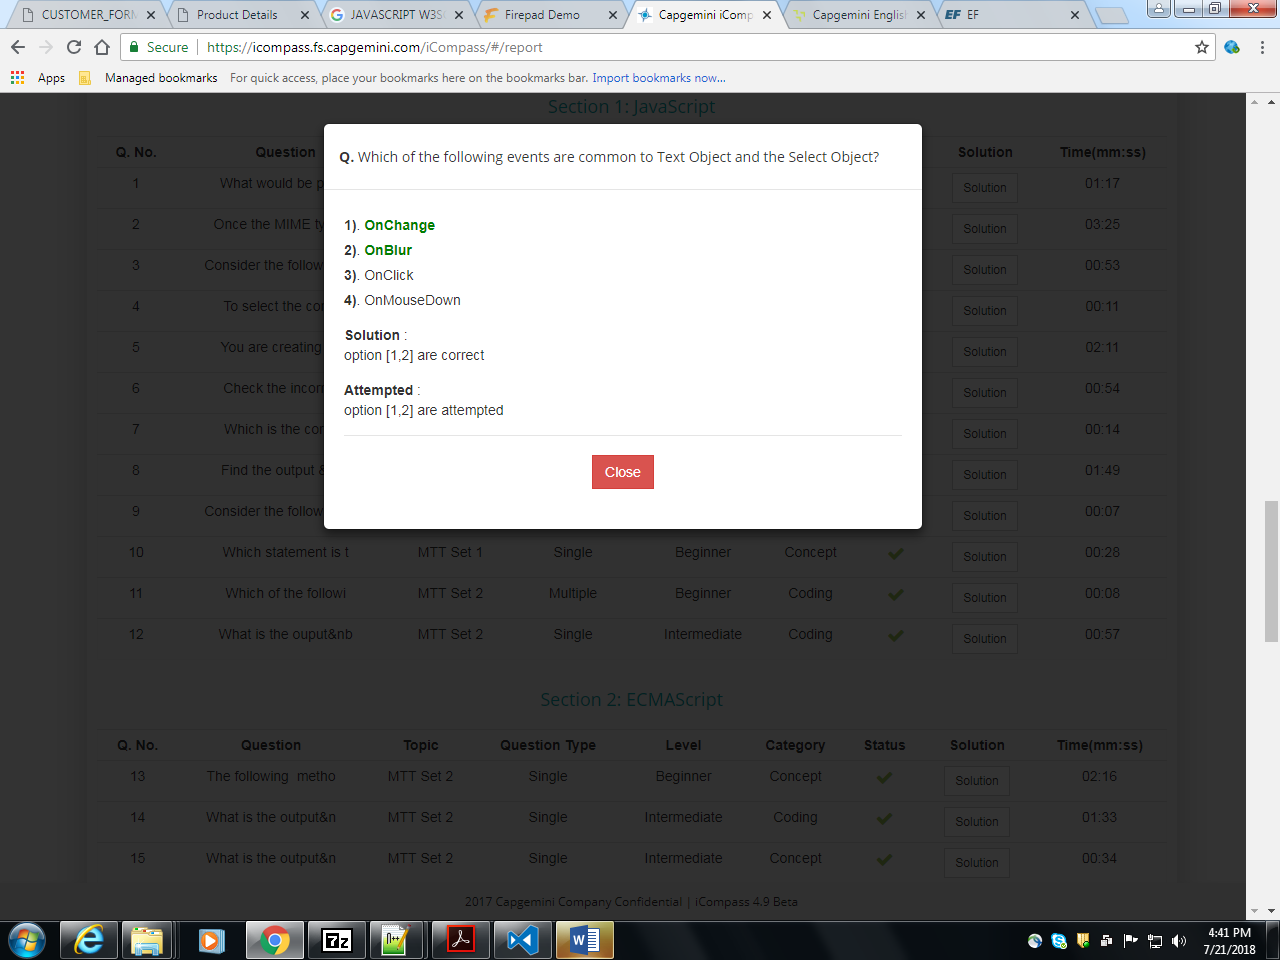 CUSTOMER_FORM
Product Details
JAVASCRIPT W3S
Firepad Demo
Capgemini iComp
Capgemini English
EF EF
Secure | https://icompass.fs.capgemini.com/iCompass/#/report
Apps Managed bookmarks For quick access, place your bookmarks here on the bookmarks bar. Import bookmarks now...
Section 1: JavaScript
Q. No. Question Solution Time(mm:ss)
Q. Which of the following events are common to Text Object and the Select Object?
1). OnChange
2). OnBlur
3). OnClick
4). OnMouseDown
Solution :
option [1,2] are correct
Attempted :
option [1,2] are attempted
Close
1 What would be p Solution 01:17
2 Once the MIME ty Solution 03:25
3 Consider the follow Solution 00:53
4 To select the cor Solution 00:11
5 You are creating Solution 02:11
6 Check the incor Solution 00:54
7 Which is the cor Solution 00:14
8 Find the output & Solution 01:49
9 Consider the follow Solution 00:07
10 Which statement is t MTT Set 1 Single Beginner Concept Solution 00:28
11 Which of the followi MTT Set 2 Multiple Beginner Coding Solution 00:08
12 What is the ouput&nb MTT Set 2 Single Intermediate Coding Solution 00:57
Section 2: ECMAScript
Q. No. Question Topic Question Type Level Category Status Solution Time(mm:ss)
13 The following metho MTT Set 2 Single Beginner Concept Solution 02:16
14 What is the output&n MTT Set 2 Single Intermediate Coding Solution 01:33
15 What is the output&n MTT Set 2 Single Intermediate Concept Solution 00:34
2017 Capgemini Company Confidential | iCompass 4.9 Beta
4:41 PM
7/21/2018